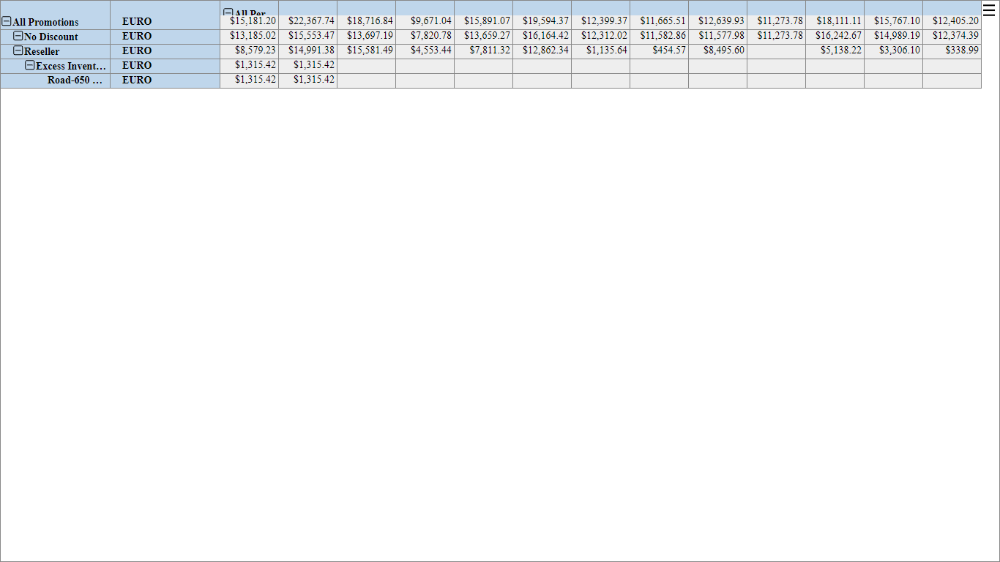 All Per
All Promotions EURO $15,181.20 $22,367.74 $18,716.84 $9,671.04 $15,891.07 $19,594.37 $12,399.37 $11,665.51 $12,639.93 $11,273.78 $18,111.11 $15,767.10 $12,405.20
No Discount EURO $13,185.02 $15,553.47 $13,697.19 $7,820.78 $13,659.27 $16,164.42 $12,312.02 $11,582.86 $11,577.98 $11,273.78 $16,242.67 $14,989.19 $12,374.39
Reseller EURO $8,579.23 $14,991.38 $15,581.49 $4,553.44 $7,811.32 $12,862.34 $1,135.64 $454.57 $8,495.60 $5,138.22 $3,306.10 $338.99
Excess Invent... EURO $1,315.42 $1,315.42
Road-650 ... EURO $1,315.42 $1,315.42